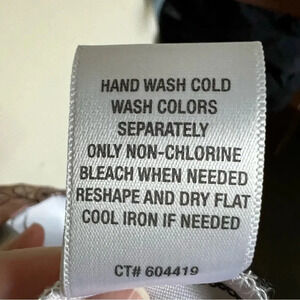 HAND WASH COLD
WASH COLORS
SEPARATELY
ONLY NON-CHLORINE
BLEACH WHEN NEEDED
RESHAPE AND DRY FLAT
COOL IRON IF NEEDED
CT# 604419